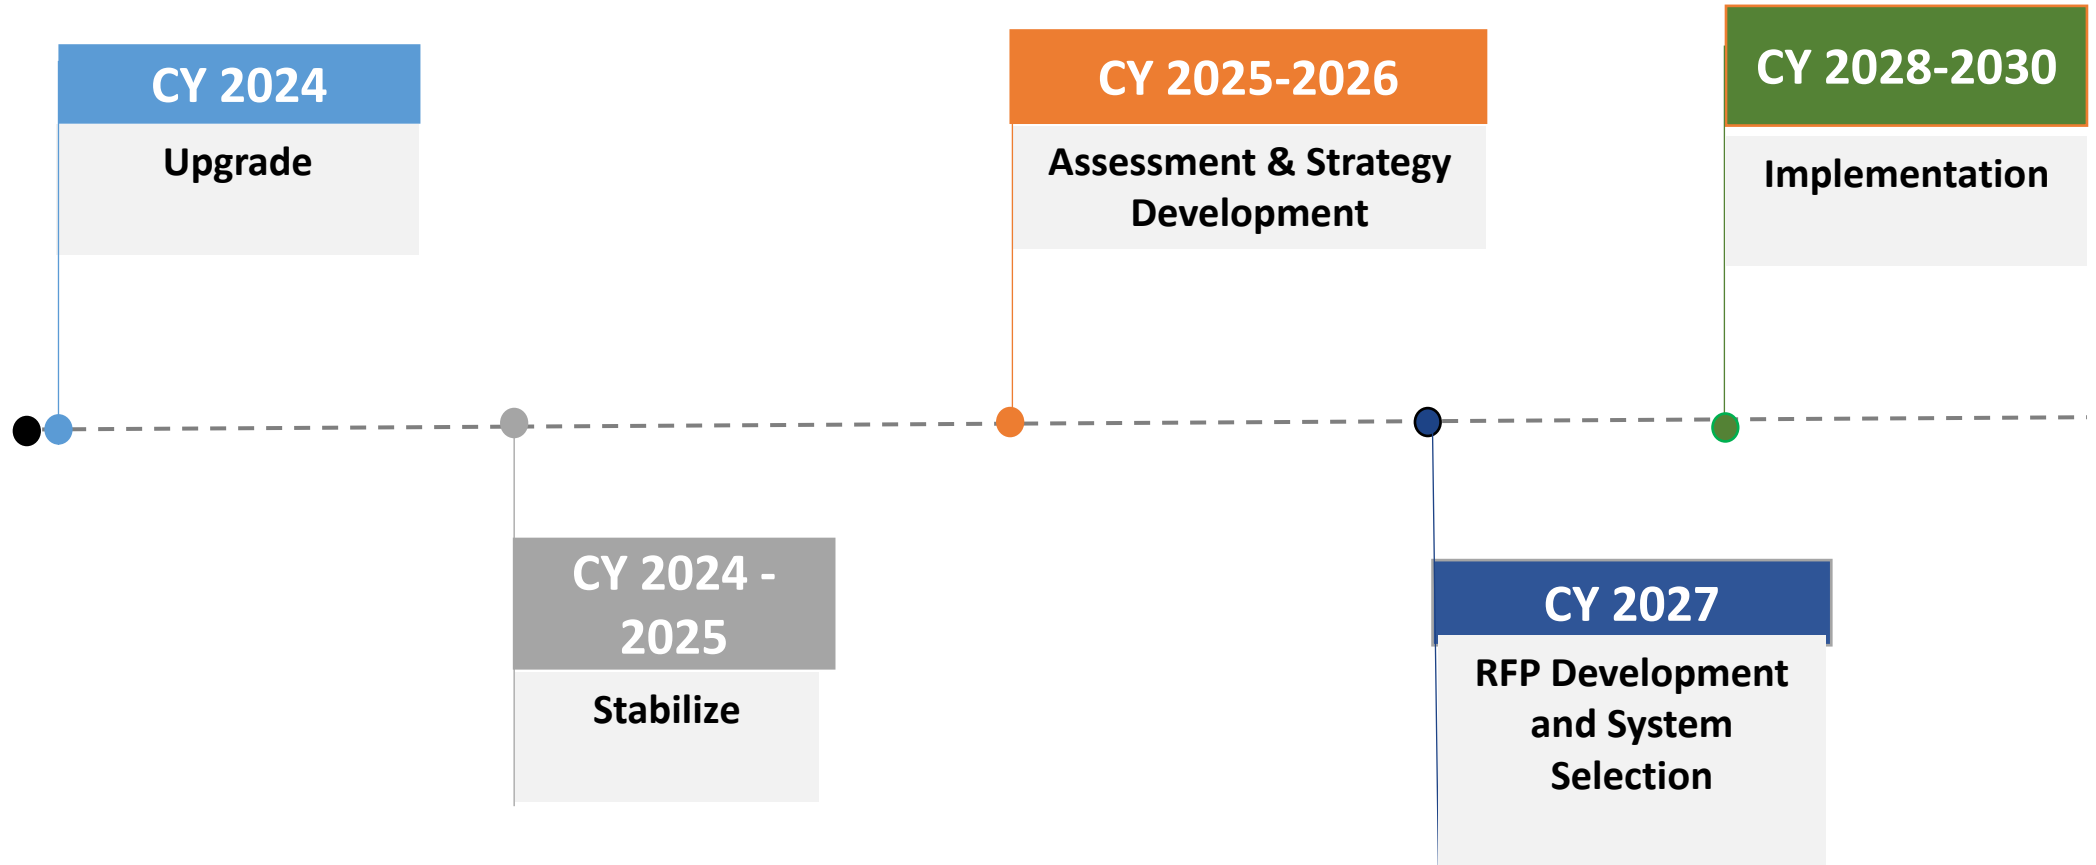 CY 2024
Upgrade
CY 2024 -
2025
Stabilize
CY 2025-2026
Assessment & Strategy
Development
CY 2027
RFP Development
and System
Selection
CY 2028-2030
Implementation